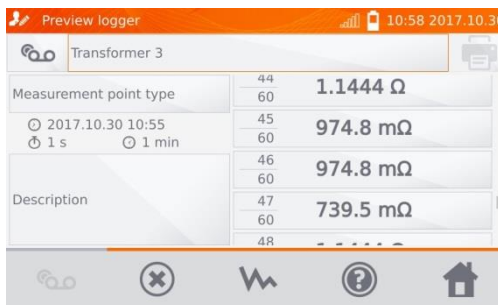 Preview logger
10:58 2017.10.30
Transformer 3
Measurement point type
2017.10.30 10:55
1 s 1 min
Description
44
60
1.1444 Ω
45
60
974.8 mΩ
46
60
974.8 mΩ
47
60
739.5 mΩ
48